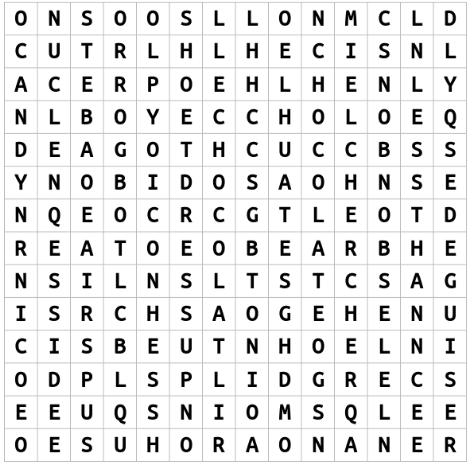 O N S O O S L L O N M C L D
C U T R L H L H E C I S N L
A C E R P O E H L H E N L Y
N L B O Y E C C H O L O E Q
D E A G O T H C U C C B S S
Y N O B I D O S A O H N S E
N Q E O C R C G T L E O T D
R E A T O E O B E A R B H E
N S I L N S L T S T C S A G
I S R C H S A O G E H E N U
C I S B E U T N H O E L N I
O D P L S P L I D G R E C S
E E U Q S N I O M S Q L E E
O E S U H O R A O N A N E R